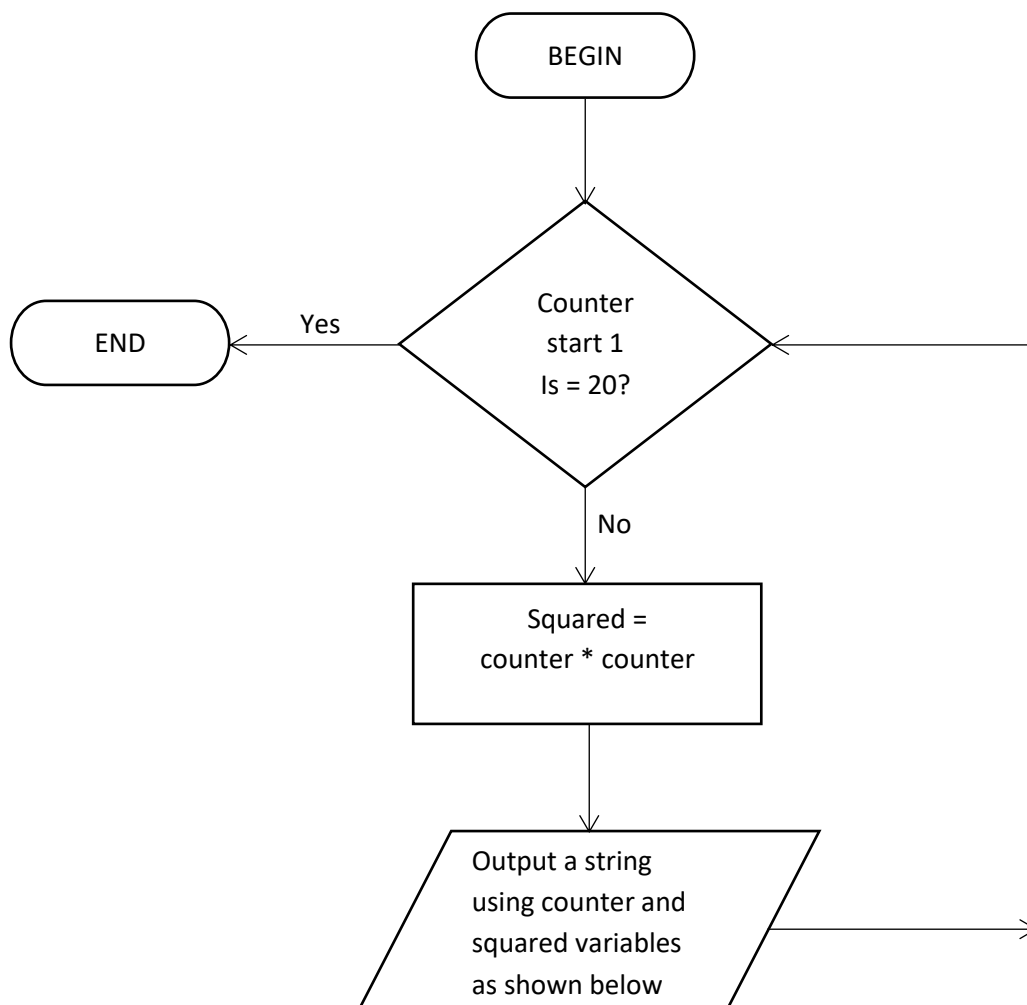 BEGIN
Counter
start 1
Is = 20?
Yes
END
No
Squared =
counter * counter
Output a string
using counter and
squared variables
as shown below